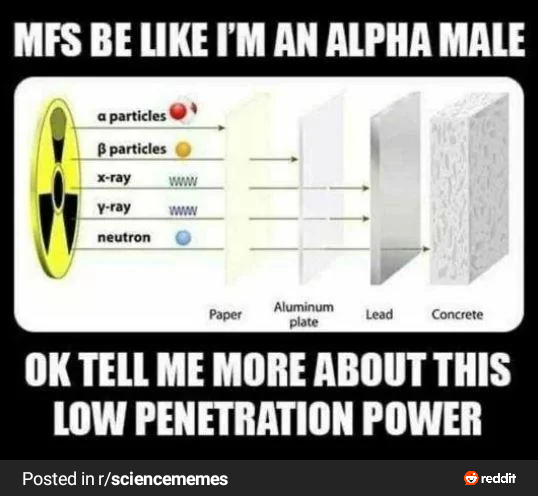 MFS BE LIKE I'M AN ALPHA MALE
α particles
β particles
x-ray
γ-ray
neutron
Paper
Aluminum
plate
Lead
Concrete
OK TELL ME MORE ABOUT THIS
LOW PENETRATION POWER
Posted in r/sciencememes
reddit